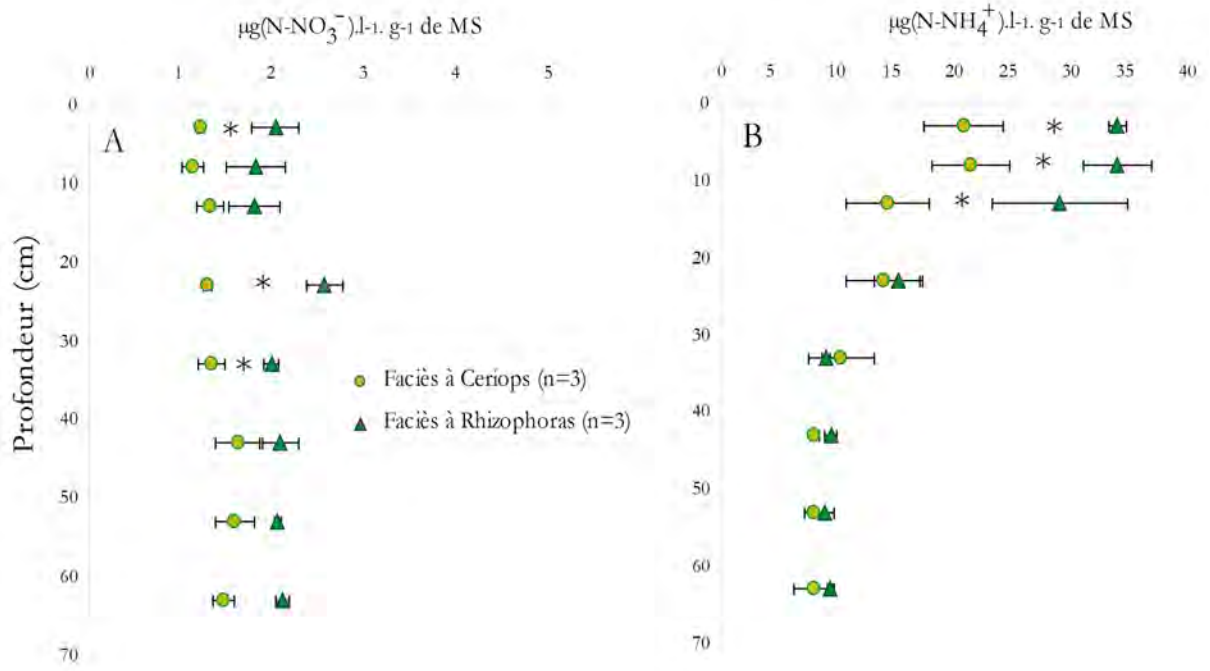 µg(N-NO3-).l-1. g-1 de MS
0 1 2 3 4 5
0
10
20
30
40
50
60
70
Profondeur (cm)
A
*
*
*
Faciès à Ceriops (n=3)
Faciès à Rhizophoras (n=3)
µg(N-NH4+).l-1. g-1 de MS
0 5 10 15 20 25 30 35 40
0
10
20
30
40
50
60
70
B
*
*
*